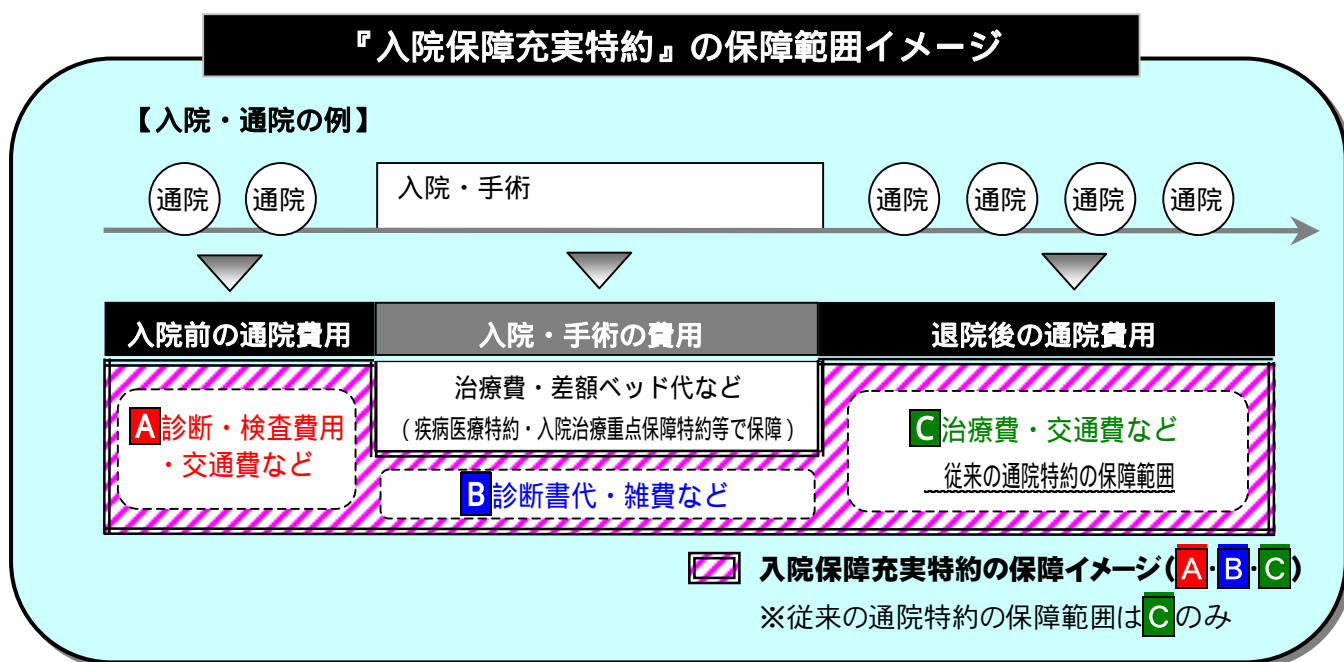 『入院保障充実特約』の保障範囲イメージ
【入院・通院の例】
通院 通院 入院・手術 通院 通院 通院 通院
入院前の通院費用 入院・手術の費用 退院後の通院費用
治療費・差額ベッド代など
(疾病医療特約・入院治療重点保障特約等で保障)
A診断・検査費用
・交通費など
B診断書代・雑費など
C治療費・交通費など
従来の通院特約の保障範囲
入院保障充実特約の保障イメージ(A・B・C)
※従来の通院特約の保障範囲はCのみ